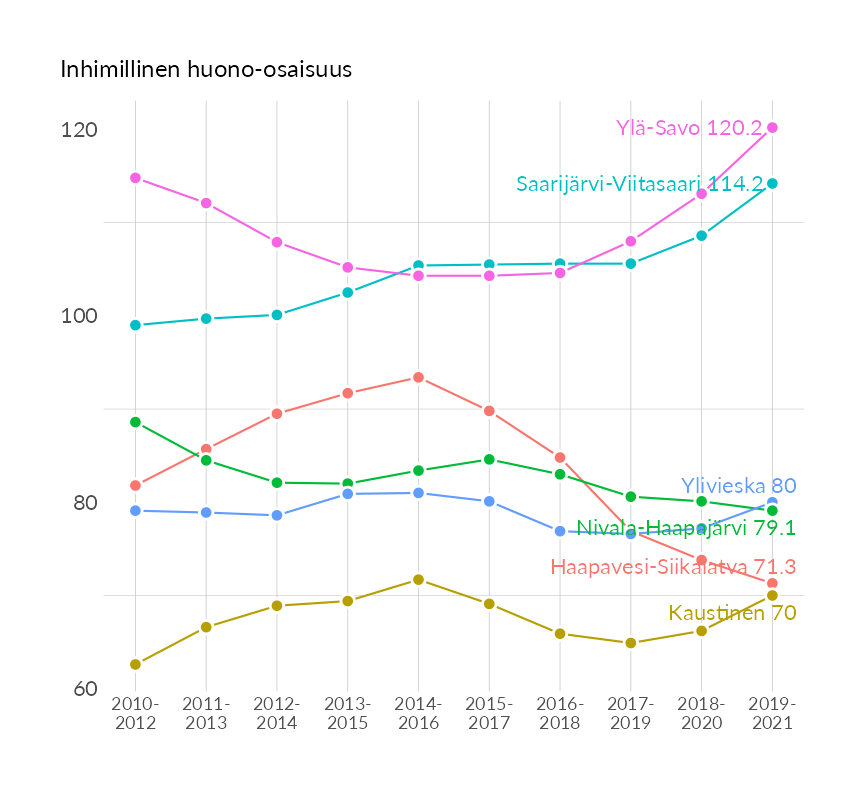 Inhimillinen huono-osaisuus
120
Ylä-Savo 120.2
Saarijärvi-Viitasaari 114.2
100
80
Ylivieska 80
Nivala-Haapajärvi 79.1
Haapavesi-Siikalatva 71.3
Kaustinen 70
60
2010- 2011- 2012- 2013- 2014- 2015- 2016- 2017- 2018- 2019-
2012 2013 2014 2015 2016 2017 2018 2019 2020 2021